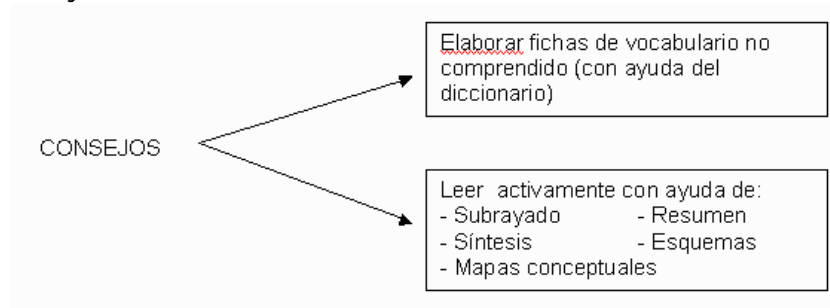 CONSEJOS
Elaborar fichas de vocabulario no
comprendido (con ayuda del
diccionario)
Leer activamente con ayuda de:
- Subrayado - Resumen
- Síntesis - Esquemas
- Mapas conceptuales